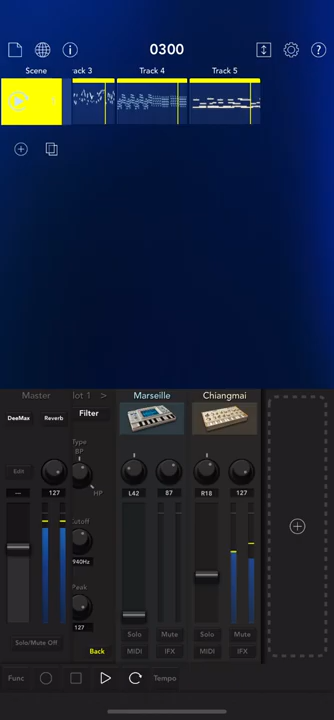 0300
Scene
rack 3
Track 4
Track 5
Master
lot 1 >
Marseille
Chiangmai
DeeMax
Reverb
Filter
Type
BP
HP
Edit
---
127
L42
87
R18
127
Cutoff
940Hz
Peak
127
Solo
Mute
Solo
Mute
Solo/Mute Off
Back
MIDI
IFX
MIDI
IFX
Func
Tempo